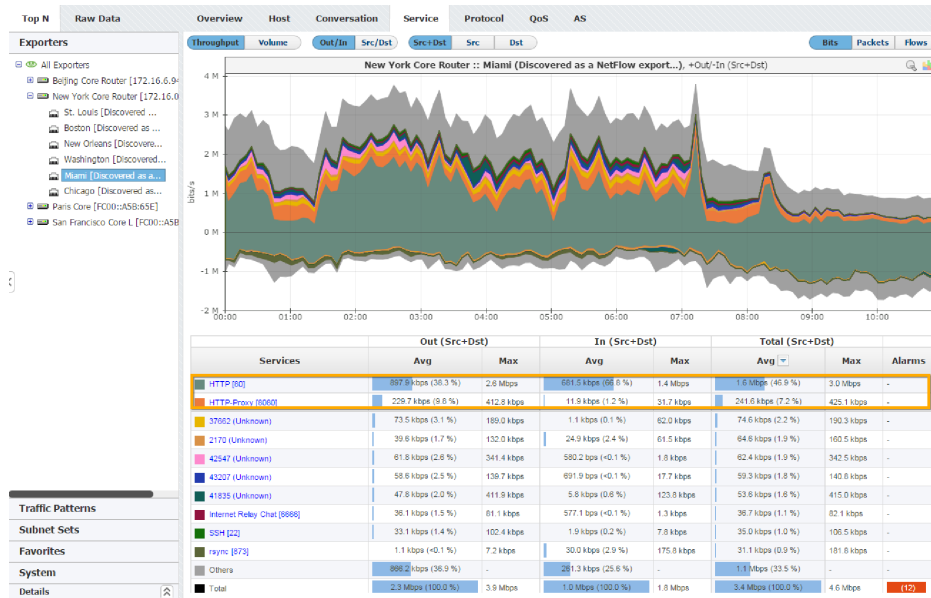 Top N Raw Data Overview Host Conversation Service Protocol QoS AS
Exporters
Throughput Volume Out/In Src/Dst Src+Dst Src Dst Bits Packets Flows
All Exporters
Beijing Core Router [172.16.6.94
New York Core Router [172.16.0
St. Louis [Discovered ...
Boston [Discovered as ...
New Orleans [Discovere...
Washington [Discovered...
Miami [Discovered as a...
Chicago [Discovered as...
Paris Core [FC00::A5B:65E]
San Francisco Core L [FC00::A5B
Traffic Patterns
Subnet Sets
Favorites
System
Details
New York Core Router :: Miami (Discovered as a NetFlow export...), +Out/-In (Src+Dst)
bits/s
4 M
3 M
2 M
1 M
0 M
-1 M
-2 M
00:00 01:00 02:00 03:00 04:00 05:00 06:00 07:00 08:00 09:00 10:00
Out (Src+Dst) In (Src+Dst) Total (Src+Dst)
Services Avg Max Avg Max Avg Max Alarms
HTTP [80] 897.9 kbps (38.3 %) 2.6 Mbps 681.5 kbps (66.8 %) 1.4 Mbps 1.6 Mbps (46.9 %) 3.0 Mbps -
HTTP-Proxy [8080] 229.7 kbps (9.8 %) 412.8 kbps 11.9 kbps (1.2 %) 31.7 kbps 241.6 kbps (7.2 %) 425.1 kbps -
37662 (Unknown) 73.5 kbps (3.1 %) 189.0 kbps 1.1 kbps (0.1 %) 62.0 kbps 74.6 kbps (2.2 %) 190.3 kbps -
2170 (Unknown) 39.6 kbps (1.7 %) 132.0 kbps 24.9 kbps (2.4 %) 61.5 kbps 64.6 kbps (1.9 %) 160.5 kbps -
42547 (Unknown) 61.8 kbps (2.6 %) 341.4 kbps 580.2 bps (<0.1 %) 1.8 kbps 62.4 kbps (1.9 %) 342.5 kbps -
43207 (Unknown) 58.6 kbps (2.5 %) 139.7 kbps 691.9 bps (<0.1 %) 17.7 kbps 59.3 kbps (1.8 %) 140.8 kbps -
41835 (Unknown) 47.8 kbps (2.0 %) 411.9 kbps 5.8 kbps (0.6 %) 123.8 kbps 53.6 kbps (1.6 %) 415.0 kbps -
Internet Relay Chat [6666] 36.1 kbps (1.5 %) 81.1 kbps 577.1 bps (<0.1 %) 1.3 kbps 36.7 kbps (1.1 %) 82.1 kbps -
SSH [22] 33.1 kbps (1.4 %) 102.4 kbps 1.9 kbps (0.2 %) 7.8 kbps 35.0 kbps (1.0 %) 106.5 kbps -
rsync [873] 1.1 kbps (<0.1 %) 7.2 kbps 30.0 kbps (2.9 %) 175.8 kbps 31.1 kbps (0.9 %) 181.8 kbps -
Others 866.2 kbps (36.9 %) - 261.3 kbps (25.6 %) - 1.1 Mbps (33.5 %) - -
Total 2.3 Mbps (100.0 %) 3.9 Mbps 1.0 Mbps (100.0 %) 1.8 Mbps 3.4 Mbps (100.0 %) 4.6 Mbps (12)